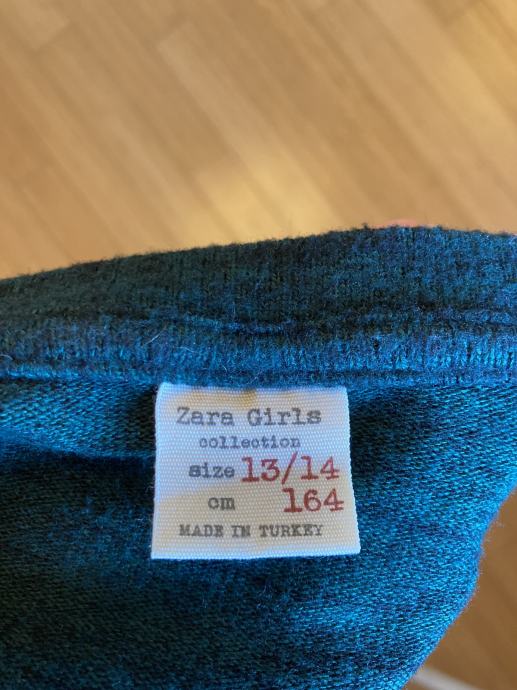 Zara Girls
collection
size 13/14
cm 164
MADE IN TURKEY